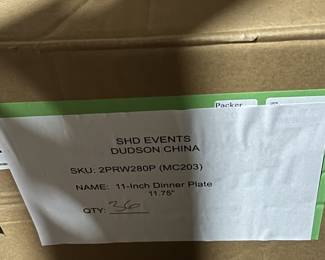 Packer
SHD EVENTS
DUDSON CHINA
SKU: 2PRW280P (MC203)
NAME: 11-Inch Dinner Plate
11.75"
QTY: 36